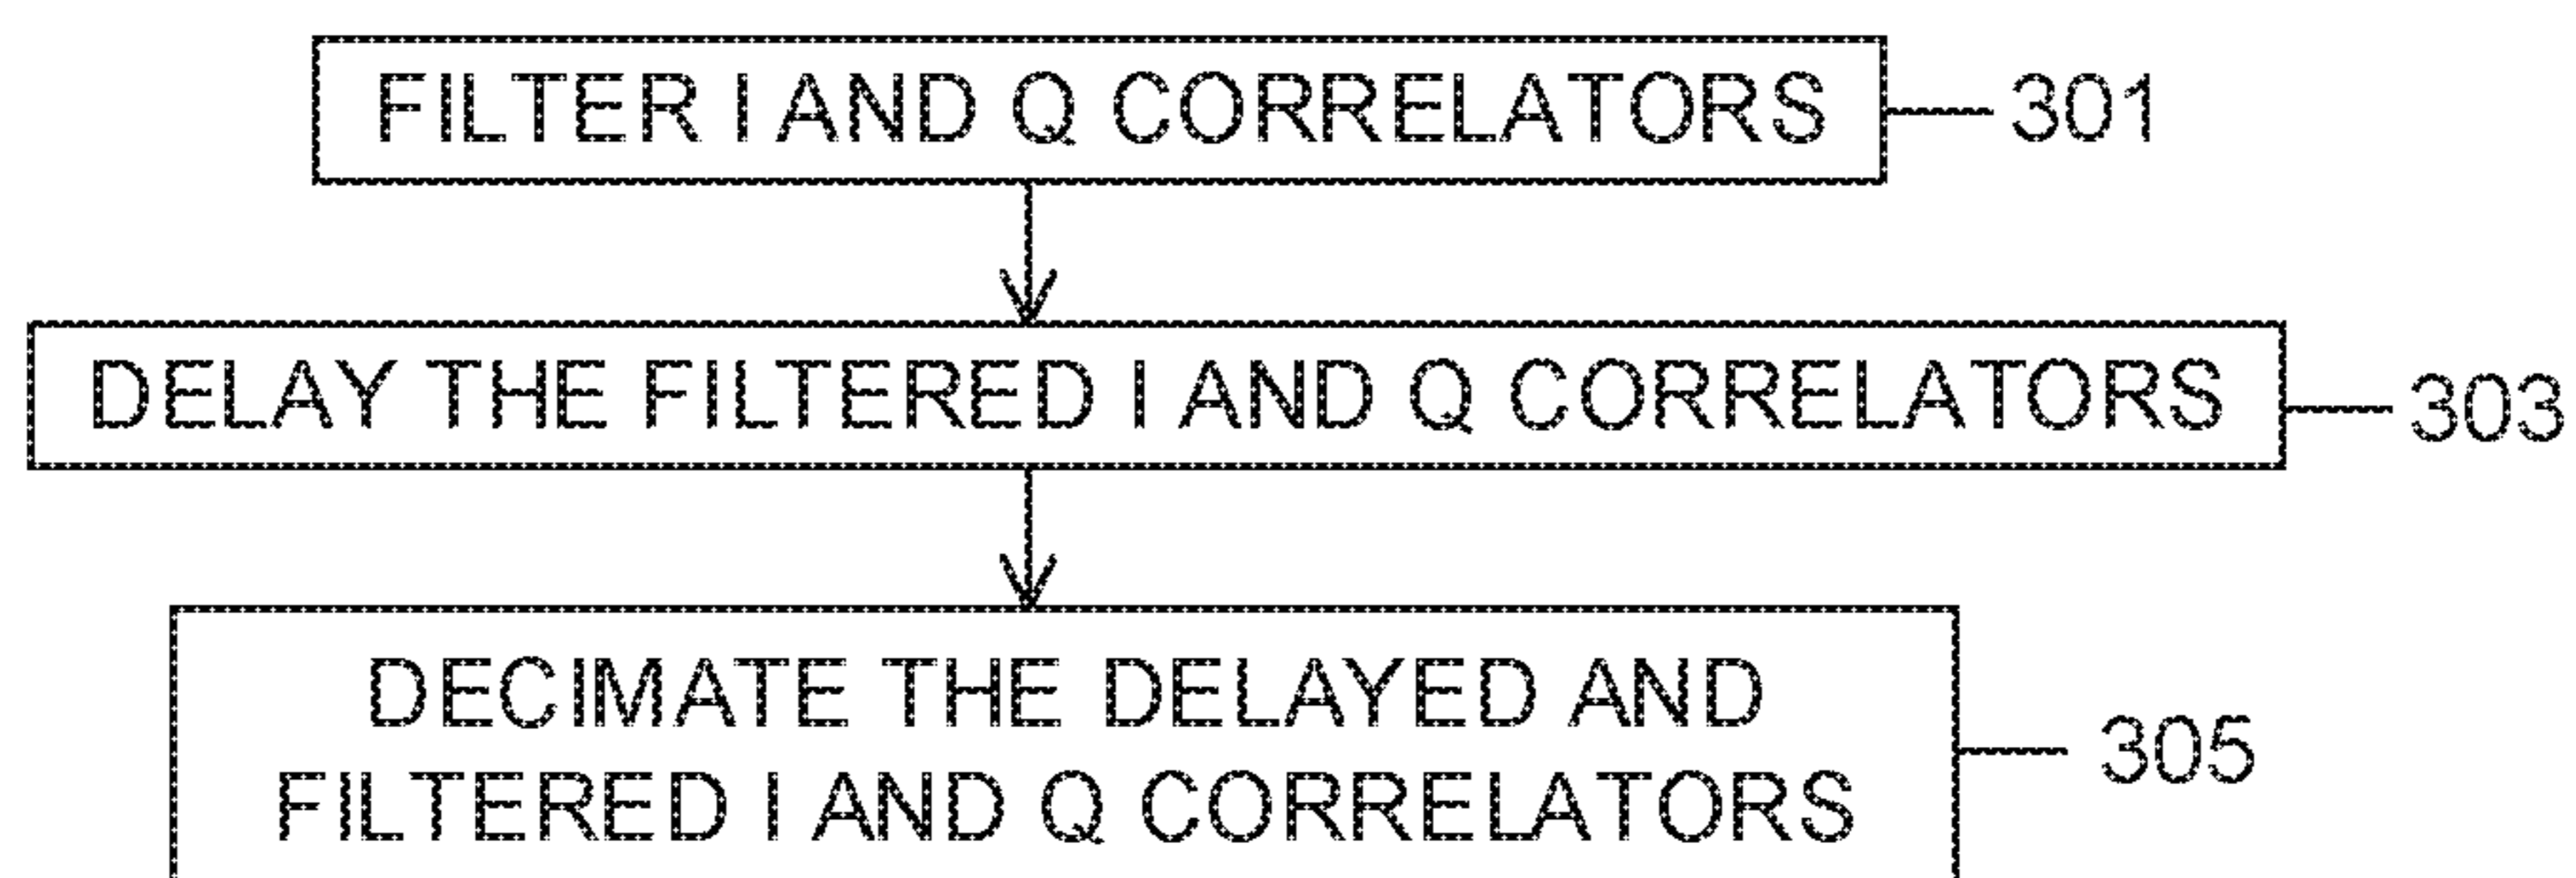 FILTER I AND Q CORRELATORS 301
DELAY THE FILTERED I AND Q CORRELATORS 303
DECIMATE THE DELAYED AND
FILTERED I AND Q CORRELATORS
305